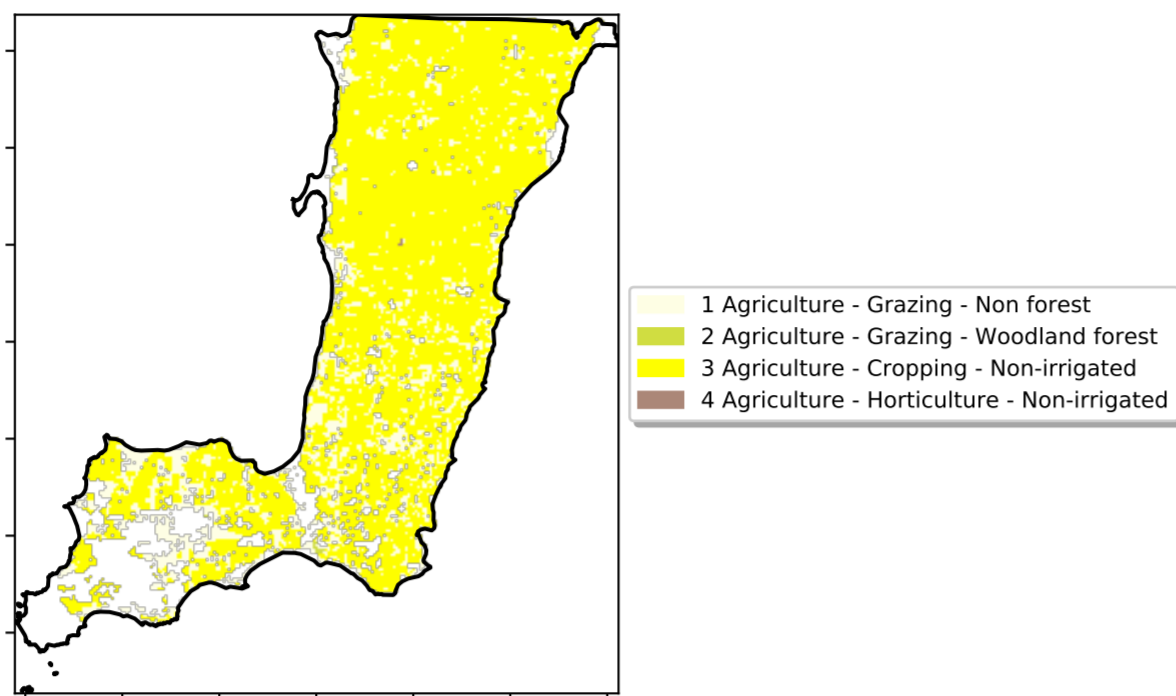 1 Agriculture - Grazing - Non forest
2 Agriculture - Grazing - Woodland forest
3 Agriculture - Cropping - Non-irrigated
4 Agriculture - Horticulture - Non-irrigated